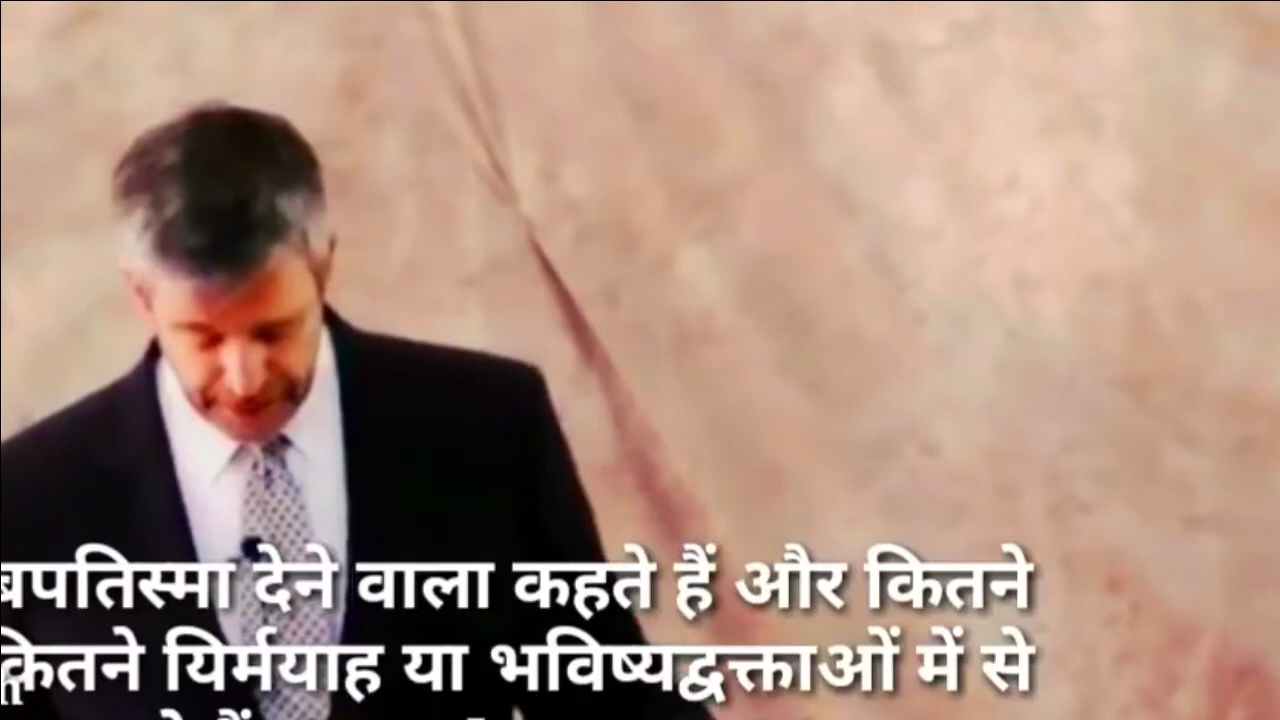 बपतिस्मा देने वाला कहते हैं और कितने
कितने यिर्मयाह या भविष्यद्वक्ताओं में से